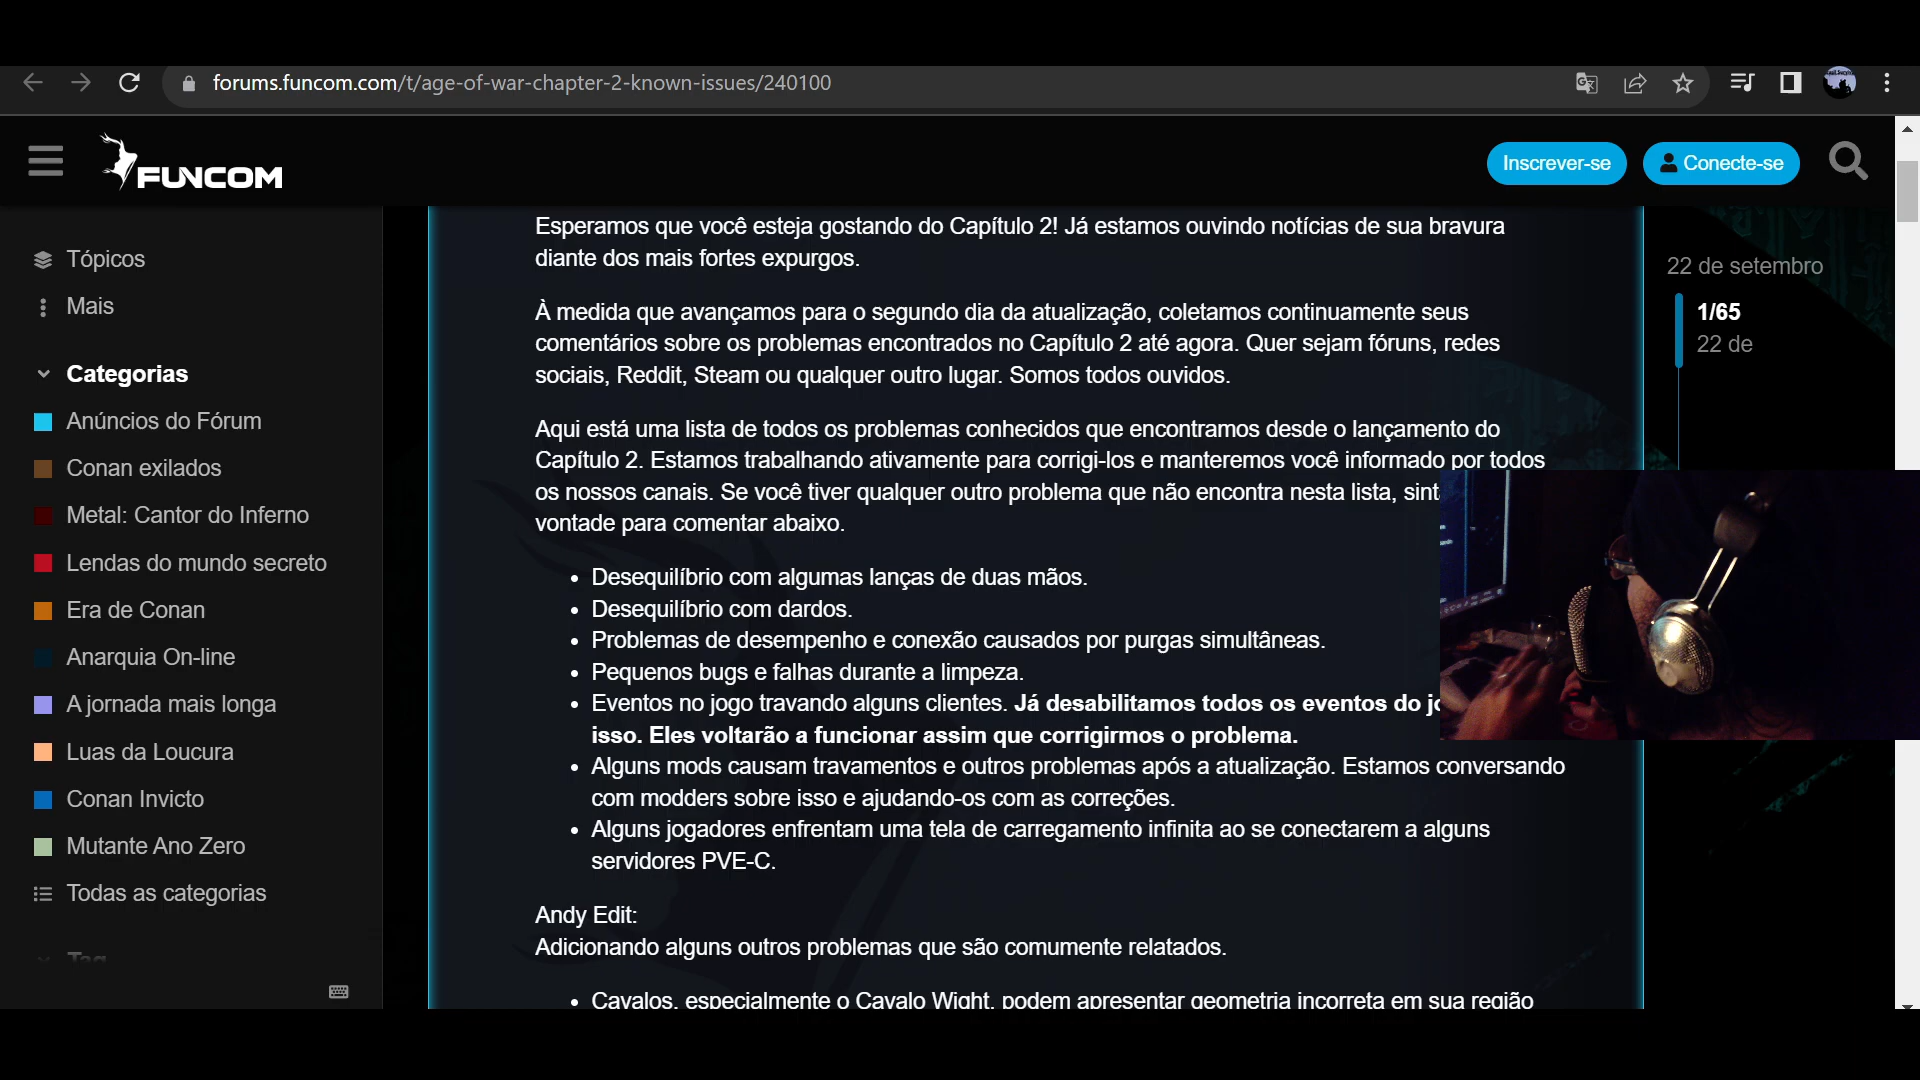 forums.funcom.com/t/age-of-war-chapter-2-known-issues/240100
FUNCOM
Inscrever-se
Conecte-se
Tópicos
Mais
Categorias
Anúncios do Fórum
Conan exilados
Metal: Cantor do Inferno
Lendas do mundo secreto
Era de Conan
Anarquia On-line
A jornada mais longa
Luas da Loucura
Conan Invicto
Mutante Ano Zero
Todas as categorias
Tag
Esperamos que você esteja gostando do Capítulo 2! Já estamos ouvindo notícias de sua bravura
diante dos mais fortes expurgos.
À medida que avançamos para o segundo dia da atualização, coletamos continuamente seus
comentários sobre os problemas encontrados no Capítulo 2 até agora. Quer sejam fóruns, redes
sociais, Reddit, Steam ou qualquer outro lugar. Somos todos ouvidos.
Aqui está uma lista de todos os problemas conhecidos que encontramos desde o lançamento do
Capítulo 2. Estamos trabalhando ativamente para corrigi-los e manteremos você informado por todos
os nossos canais. Se você tiver qualquer outro problema que não encontra nesta lista,
vontade para comentar abaixo.
• Desequilíbrio com algumas lanças de duas mãos.
• Desequilíbrio com dardos.
• Problemas de desempenho e conexão causados por purgas simultâneas.
• Pequenos bugs e falhas durante a limpeza.
• Eventos no jogo travando alguns clientes. Já desabilitamos todos os eventos do
isso. Eles voltarão a funcionar assim que corrigirmos o problema.
• Alguns mods causam travamentos e outros problemas após a atualização. Estamos conversando
com modders sobre isso e ajudando-os com as correções.
• Alguns jogadores enfrentam uma tela de carregamento infinita ao se conectarem a alguns
servidores PVE-C.
Andy Edit:
Adicionando alguns outros problemas que são comumente relatados.
• Cavalos, especialmente o Cavalo Wight, podem apresentar geometria incorreta em sua região
22 de setembro
1/65
22 de